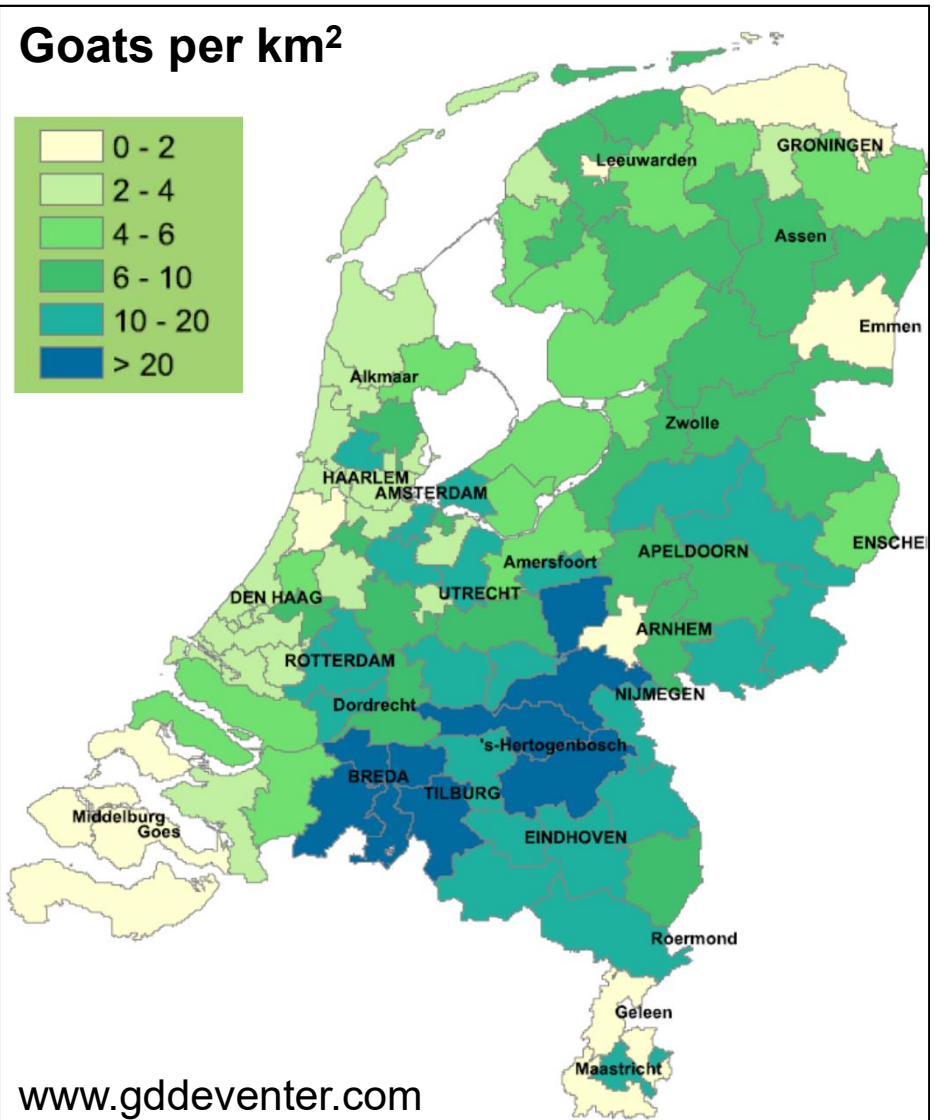 Goats per km²
0 - 2
2 - 4
4 - 6
6 - 10
10 - 20
> 20
GRONINGEN
Leeuwarden
Assen
Emmen
Alkmaar
Zwolle
HAARLEM
AMSTERDAM
ENSCHE
APELDOORN
Amersfoort
UTRECHT
DEN HAAG
ARNHEM
ROTTERDAM
NIJMEGEN
Dordrecht
's-Hertogenbosch
BREDA
TILBURG
Middelburg
Goes
EINDHOVEN
Roermond
Geleen
Maastricht
www.gddeventer.com